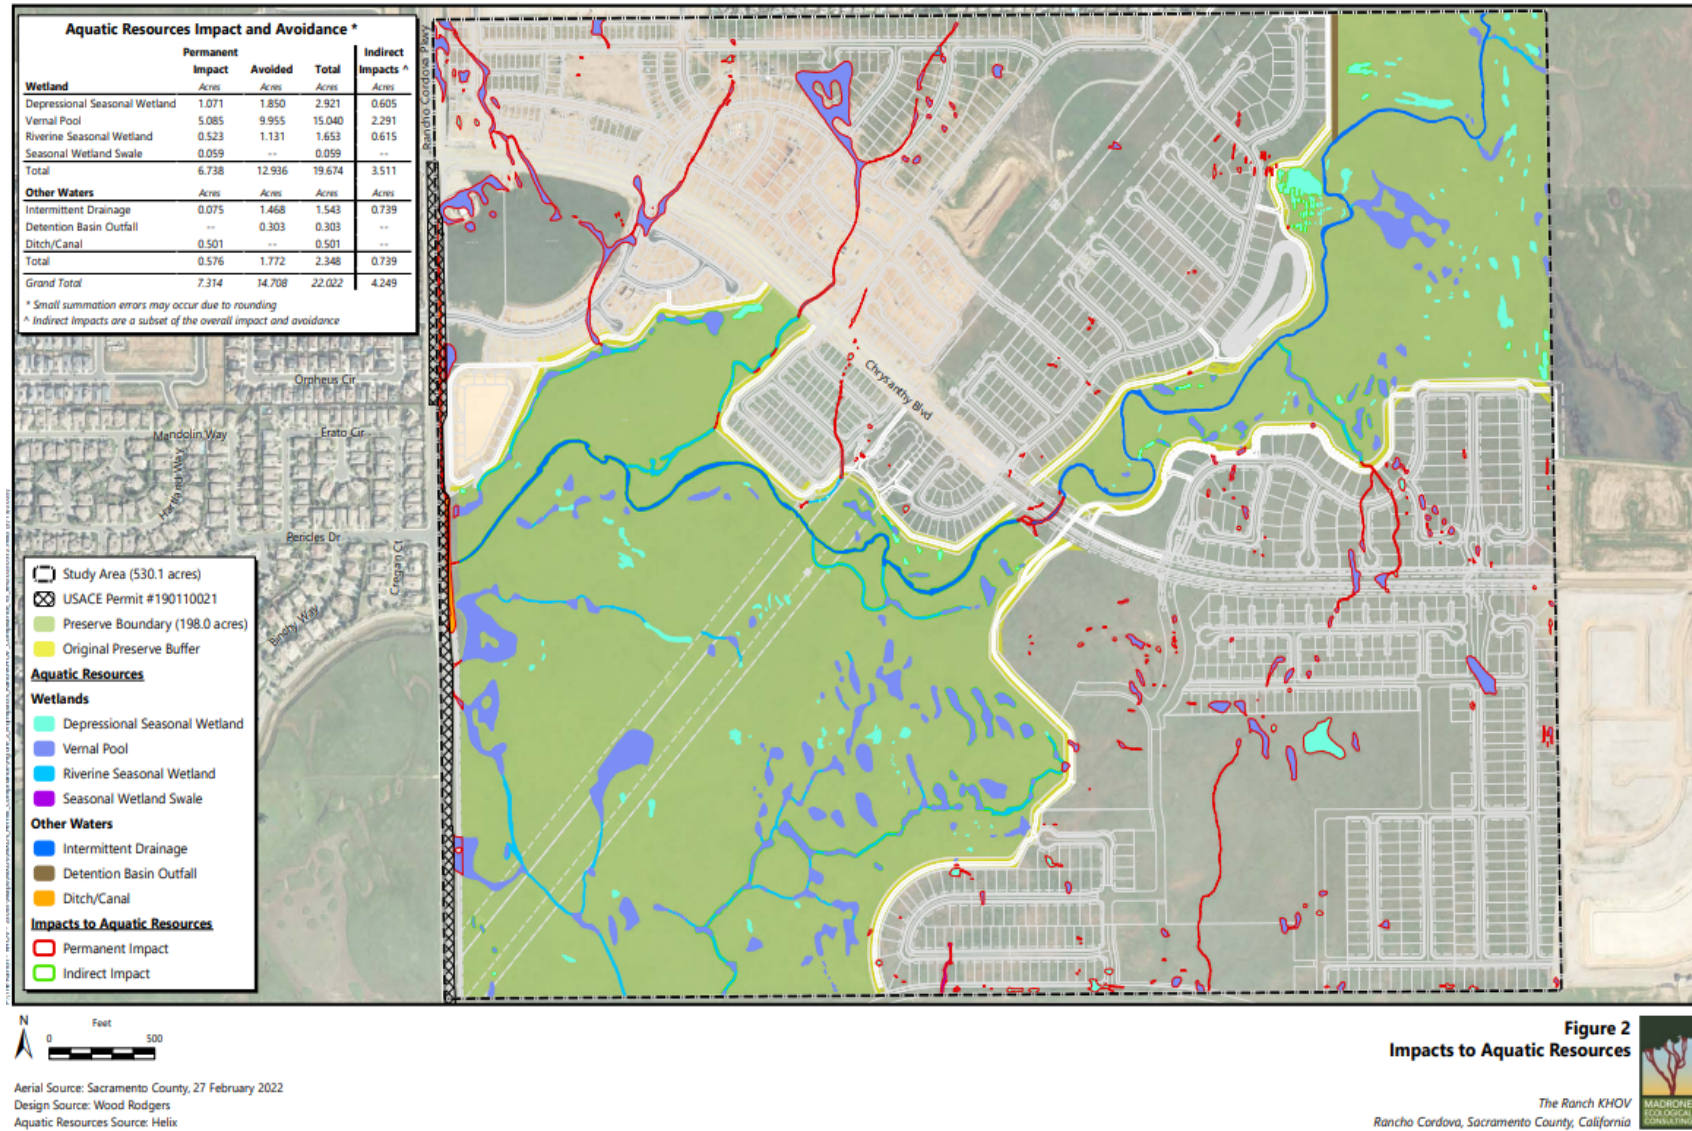 Aquatic Resources Impact and Avoidance *
Permanent Indirect
Impact Avoided Total Impacts ^
Wetland Acres Acres Acres Acres
Depressional Seasonal Wetland 1.071 1.850 2.921 0.605
Vernal Pool 5.085 9.955 15.040 2.291
Riverine Seasonal Wetland 0.523 1.131 1.653 0.615
Seasonal Wetland Swale 0.059 -- 0.059 --
Total 6.738 12.936 19.674 3.511
Other Waters Acres Acres Acres Acres
Intermittent Drainage 0.075 1.468 1.543 0.739
Detention Basin Outfall -- 0.303 0.303 --
Ditch/Canal 0.501 -- 0.501 --
Total 0.576 1.772 2.348 0.739
Grand Total 7.314 14.708 22.022 4.249
* Small summation errors may occur due to rounding
^ Indirect Impacts are a subset of the overall impact and avoidance
Rancho Cordova Pkwy
Orpheus Cir
Mandolin Way
Erato Cir
Pericles Dr
Cregan Ct
Binchy Way
Chrysanthy Blvd
Study Area (530.1 acres)
USACE Permit #190110021
Preserve Boundary (198.0 acres)
Original Preserve Buffer
Aquatic Resources
Wetlands
Depressional Seasonal Wetland
Vernal Pool
Riverine Seasonal Wetland
Seasonal Wetland Swale
Other Waters
Intermittent Drainage
Detention Basin Outfall
Ditch/Canal
Impacts to Aquatic Resources
Permanent Impact
Indirect Impact
N
Feet
0 500
Aerial Source: Sacramento County, 27 February 2022
Design Source: Wood Rodgers
Aquatic Resources Source: Helix
Figure 2
Impacts to Aquatic Resources
The Ranch KHOV
Rancho Cordova, Sacramento County, California
MADRONE
ECOLOGICAL
CONSULTING